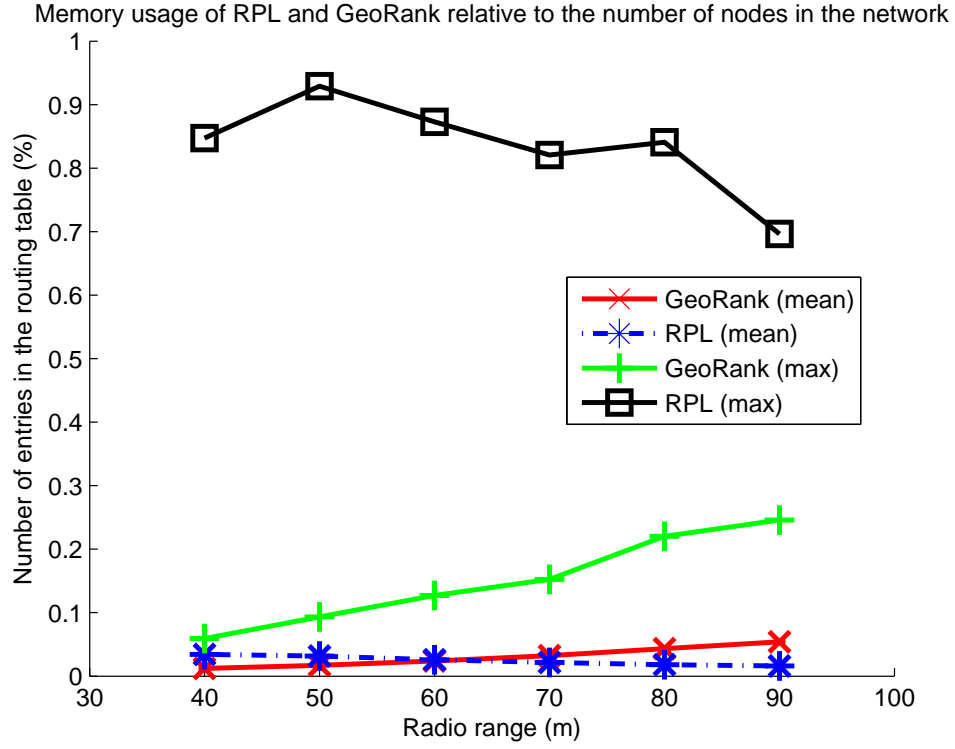 Memory usage of RPL and GeoRank relative to the number of nodes in the network
Number of entries in the routing table (%)
1
0.9
0.8
0.7
0.6
0.5
0.4
0.3
0.2
0.1
0
GeoRank (mean)
RPL (mean)
GeoRank (max)
RPL (max)
30 40 50 60 70 80 90 100
Radio range (m)